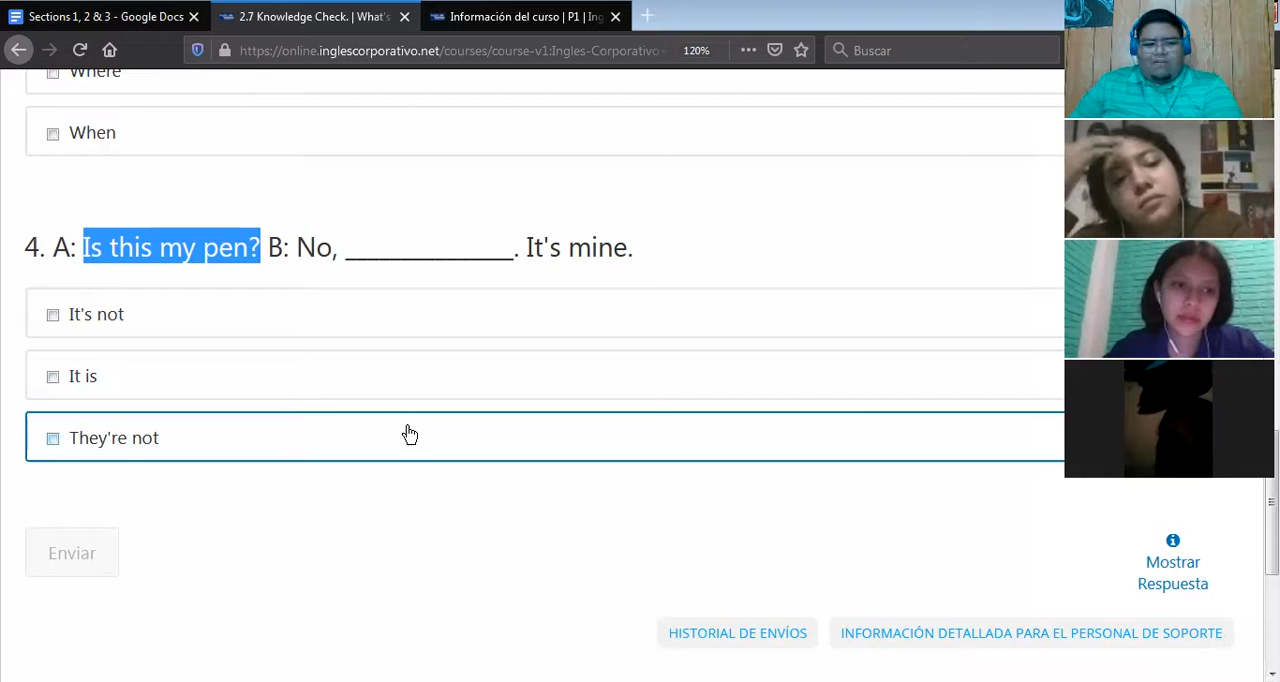 Sections 1, 2 & 3 - Google Docs
2.7 Knowledge Check. | What's
Información del curso | P1 | Ing
https://online.inglescorporativo.net/courses/course-v1:Ingles-Corporativo
120%
Buscar
Where
When
4. A: Is this my pen? B: No, _______________. It's mine.
It's not
It is
They're not
Enviar
Mostrar
Respuesta
HISTORIAL DE ENVÍOS
INFORMACIÓN DETALLADA PARA EL PERSONAL DE SOPORTE